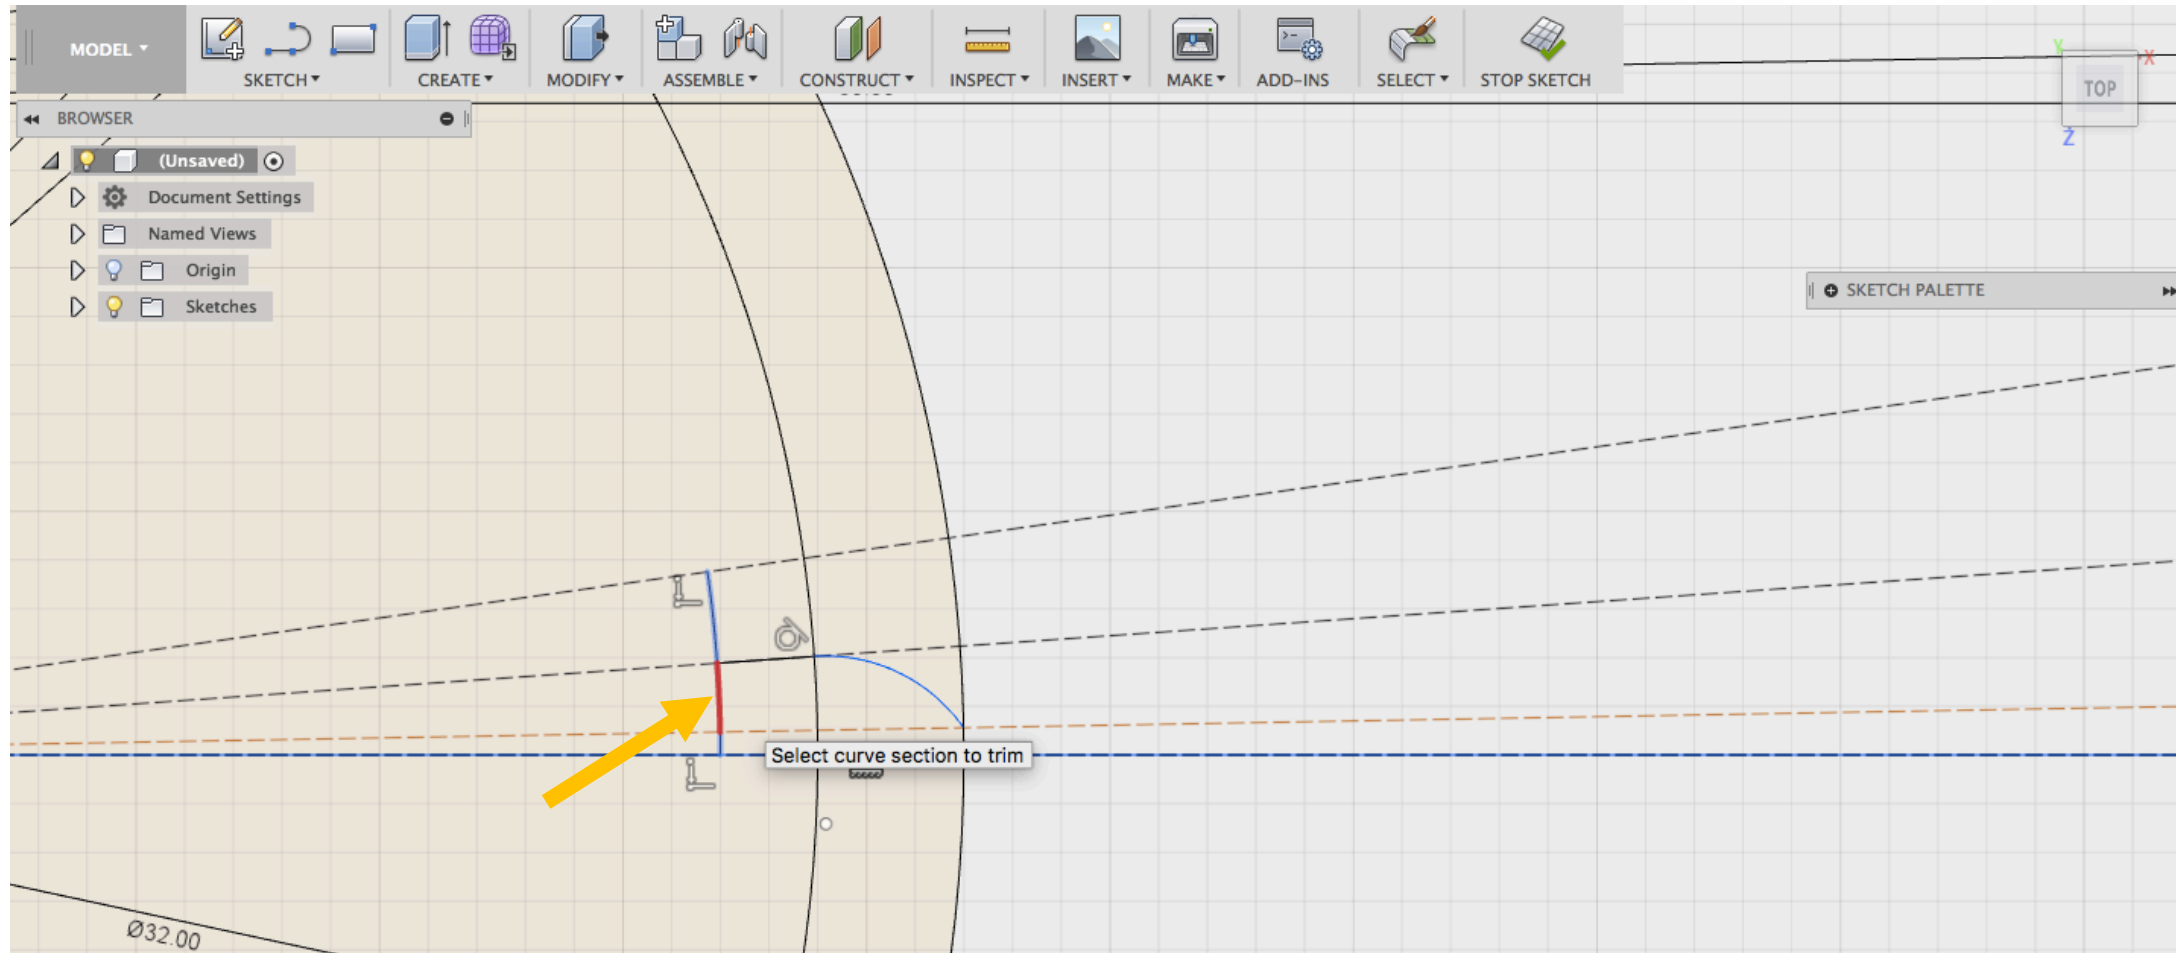 MODEL
SKETCH
CREATE
MODIFY
ASSEMBLE
CONSTRUCT
INSPECT
INSERT
MAKE
ADD-INS
SELECT
STOP SKETCH
BROWSER
(Unsaved)
Document Settings
Named Views
Origin
Sketches
Y
X
TOP
Z
SKETCH PALETTE
Select curve section to trim
Ø32.00